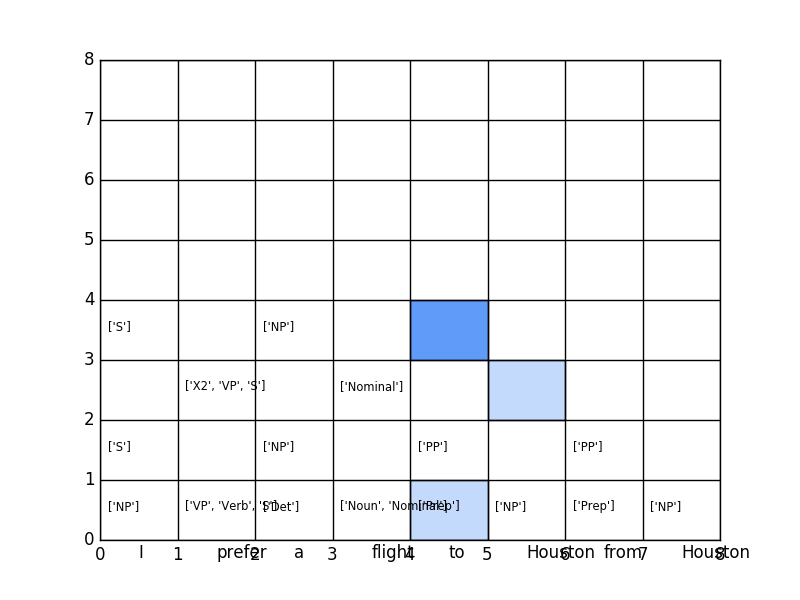 8
7
6
5
4
['S'] ['NP']
3
['X2', 'VP', 'S'] ['Nominal']
2
['S'] ['NP'] ['PP'] ['PP']
1
['NP'] ['VP', 'Verb', 'S'] ['Det'] ['Noun', 'Nominal'] ['Prep'] ['NP'] ['Prep'] ['NP']
0
0 1 2 3 4 5 6 7 8
I prefer a flight to Houston from Houston